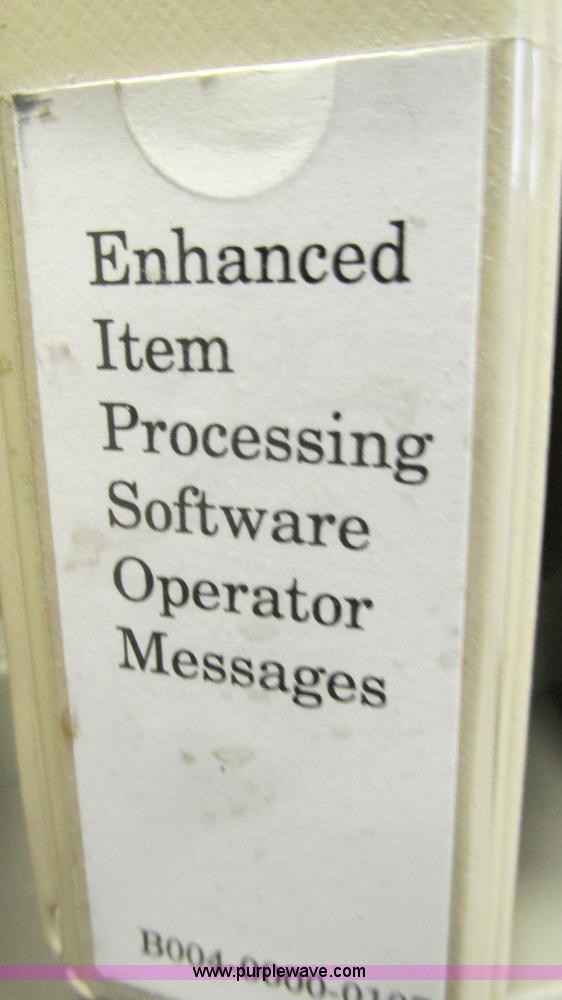 Enhanced
Item
Processing
Software
Operator
Messages
www.purplewave.com